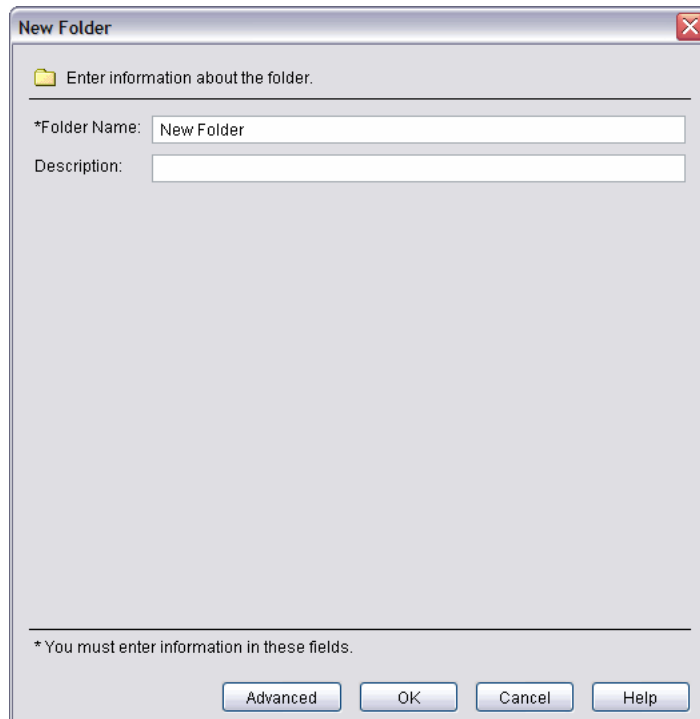 New Folder
Enter information about the folder.
*Folder Name: New Folder
Description:
* You must enter information in these fields.
Advanced OK Cancel Help